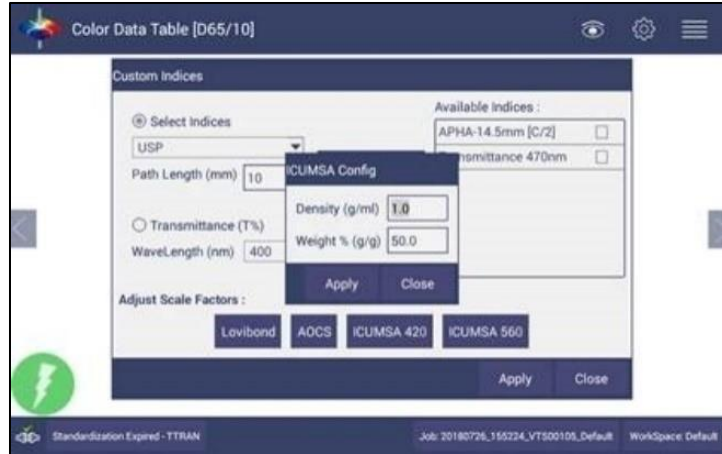 Color Data Table [D65/10]
Custom Indices
Select Indices
USP
Path Length (mm) 10
Transmittance (T%)
WaveLength (nm) 400
Available Indices :
APHA-14.5mm [C/2]
nsmittance 470nm
ICUMSA Config
Density (g/ml) 1.0
Weight % (g/g) 50.0
Apply Close
Adjust Scale Factors :
Lovibond AOCS ICUMSA 420 ICUMSA 560
Apply Close
Standardization Expired - TTRAN Job: 20180726_155224_VTS00105_Default WorkSpace: Default